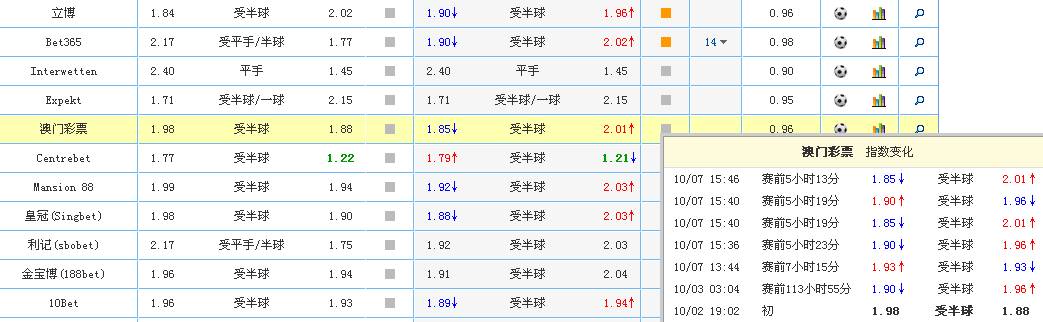 立博 1.84 受半球 2.02 1.90↓ 受半球 1.96↑ 0.96
Bet365 2.17 受平手/半球 1.77 1.90↓ 受半球 2.02↑ 14 0.98
Interwetten 2.40 平手 1.45 2.40 平手 1.45 0.90
Expekt 1.71 受半球/一球 2.15 1.71 受半球/一球 2.15 0.95
澳门彩票 1.98 受半球 1.88 1.85↓ 受半球 2.01↑ 0.96
Centrebet 1.77 受半球 1.22 1.79↑ 受半球 1.21↓
Mansion 88 1.99 受半球 1.94 1.92↓ 受半球 2.03↑
皇冠(Singbet) 1.98 受半球 1.90 1.88↓ 受半球 2.03↑
利记(sbobet) 2.17 受平手/半球 1.75 1.92 受半球 2.03
金宝博(188bet) 1.96 受半球 1.94 1.91 受半球 2.04
10Bet 1.96 受半球 1.93 1.89↓ 受半球 1.94↑
澳门彩票 指数变化
10/07 15:46 赛前5小时13分 1.85↓ 受半球 2.01↑
10/07 15:40 赛前5小时19分 1.90↑ 受半球 1.96↓
10/07 15:40 赛前5小时19分 1.85↓ 受半球 2.01↑
10/07 15:36 赛前5小时23分 1.90↓ 受半球 1.96↑
10/07 13:44 赛前7小时15分 1.93↑ 受半球 1.93↓
10/03 03:04 赛前113小时55分 1.90↓ 受半球 1.96↑
10/02 19:02 初 1.98 受半球 1.88